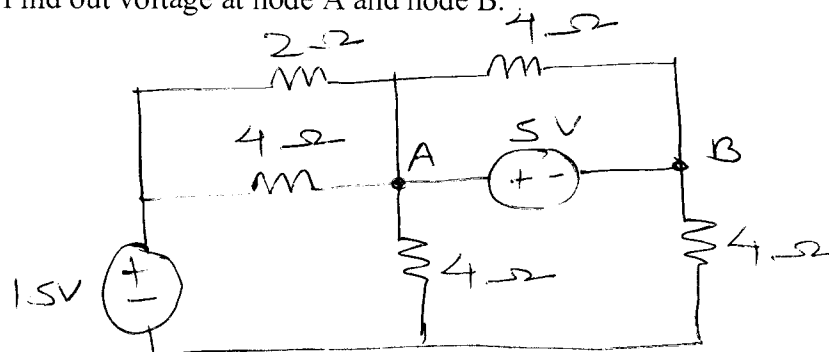 Find out voltage at node A and node B.
2Ω
4Ω
4Ω
A
5V
B
+ -
4Ω
4Ω
15V
+
-